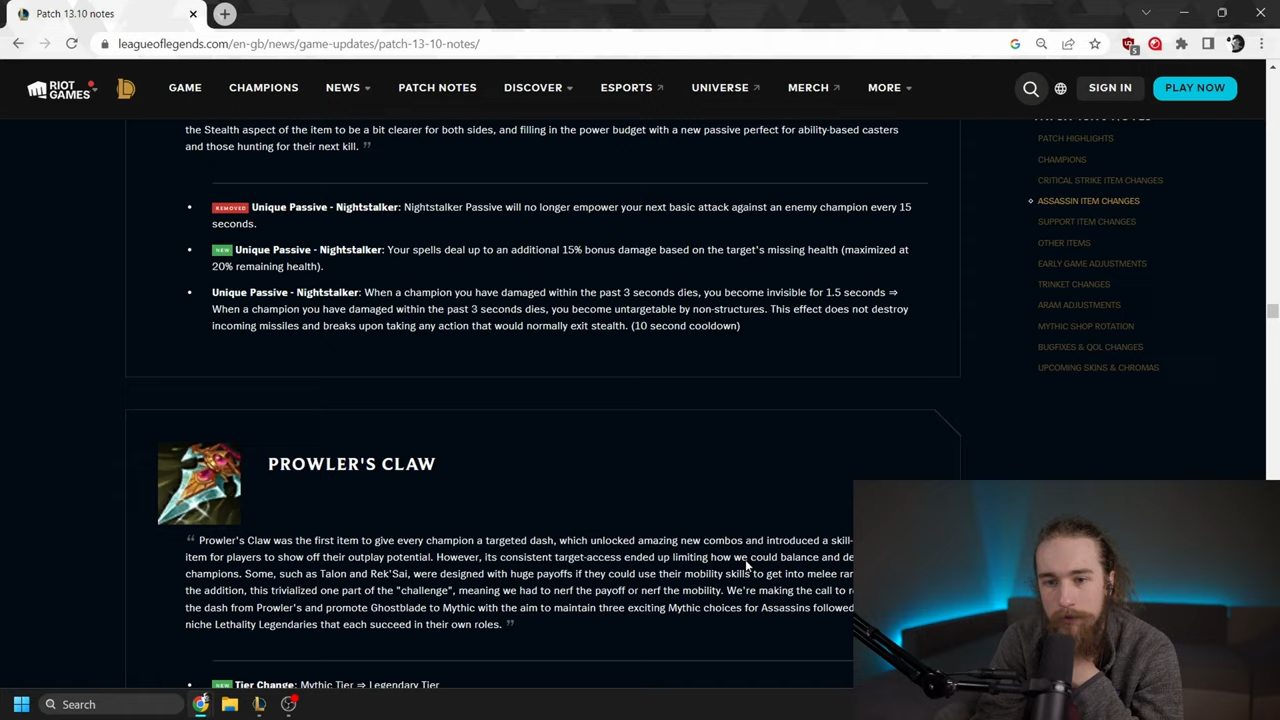 Patch 13.10 notes
leagueoflegends.com/en-gb/news/game-updates/patch-13-10-notes/
5
RIOT GAMES
GAME CHAMPIONS NEWS PATCH NOTES DISCOVER ESPORTS UNIVERSE MERCH MORE SIGN IN PLAY NOW
the Stealth aspect of the item to be a bit clearer for both sides, and filling in the power budget with a new passive perfect for ability-based casters
and those hunting for their next kill. ”
• REMOVED Unique Passive - Nightstalker: Nightstalker Passive will no longer empower your next basic attack against an enemy champion every 15
seconds.
• NEW Unique Passive - Nightstalker: Your spells deal up to an additional 15% bonus damage based on the target's missing health (maximized at
20% remaining health).
• Unique Passive - Nightstalker: When a champion you have damaged within the past 3 seconds dies, you become invisible for 1.5 seconds ⇒
When a champion you have damaged within the past 3 seconds dies, you become untargetable by non-structures. This effect does not destroy
incoming missiles and breaks upon taking any action that would normally exit stealth. (10 second cooldown)
PROWLER'S CLAW
“ Prowler's Claw was the first item to give every champion a targeted dash, which unlocked amazing new combos and introduced a skill-
item for players to show off their outplay potential. However, its consistent target-access ended up limiting how we could balance and de
champions. Some, such as Talon and Rek'Sai, were designed with huge payoffs if they could use their mobility skills to get into melee ran
the addition, this trivialized one part of the "challenge", meaning we had to nerf the payoff or nerf the mobility. We're making the call to re
the dash from Prowler's and promote Ghostblade to Mythic with the aim to maintain three exciting Mythic choices for Assassins followed
niche Lethality Legendaries that each succeed in their own roles. ”
• NEW Tier Change: Mythic Tier ⇒ Legendary Tier
PATCH HIGHLIGHTS
CHAMPIONS
CRITICAL STRIKE ITEM CHANGES
ASSASSIN ITEM CHANGES
SUPPORT ITEM CHANGES
OTHER ITEMS
EARLY GAME ADJUSTMENTS
TRINKET CHANGES
ARAM ADJUSTMENTS
MYTHIC SHOP ROTATION
BUGFIXES & QOL CHANGES
UPCOMING SKINS & CHROMAS
Search